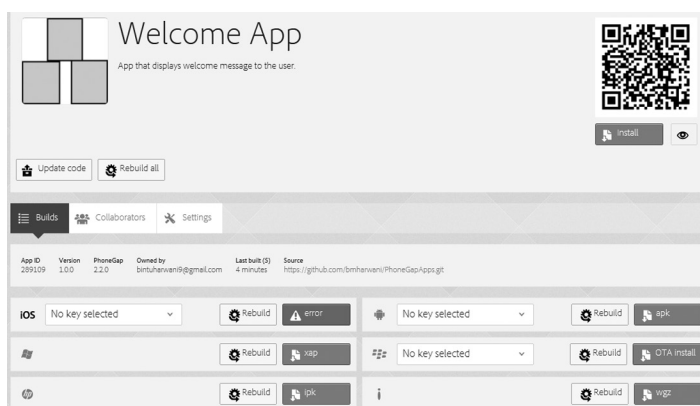 Welcome App
App that displays welcome message to the user.
install
Update code
Rebuild all
Builds
Collaborators
Settings
App ID
Version
PhoneGap
Owned by
Last built (5)
Source
289109
1.0.0
2.2.0
bintuharwani9@gmail.com
4 minutes
https://github.com/bmharwani/PhoneGapApps.git
iOS
No key selected
Rebuild
error
No key selected
Rebuild
apk
Rebuild
xap
No key selected
Rebuild
OTA install
hp
Rebuild
ipk
Rebuild
wgz